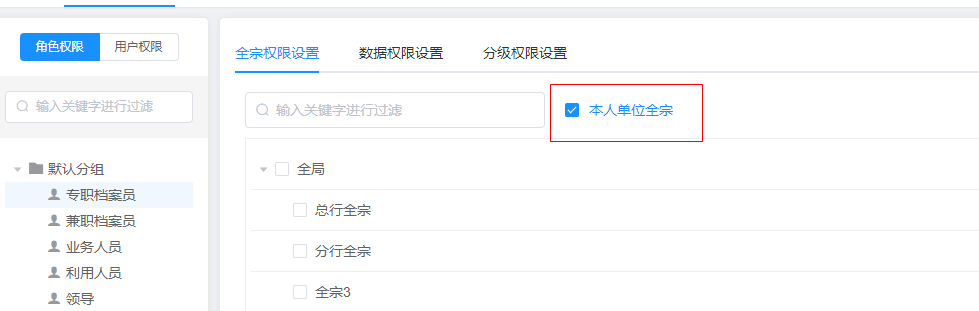 角色权限 用户权限
输入关键字进行过滤
默认分组
专职档案员
兼职档案员
业务人员
利用人员
领导
全宗权限设置 数据权限设置 分级权限设置
输入关键字进行过滤 本人单位全宗
全局
总行全宗
分行全宗
全宗3